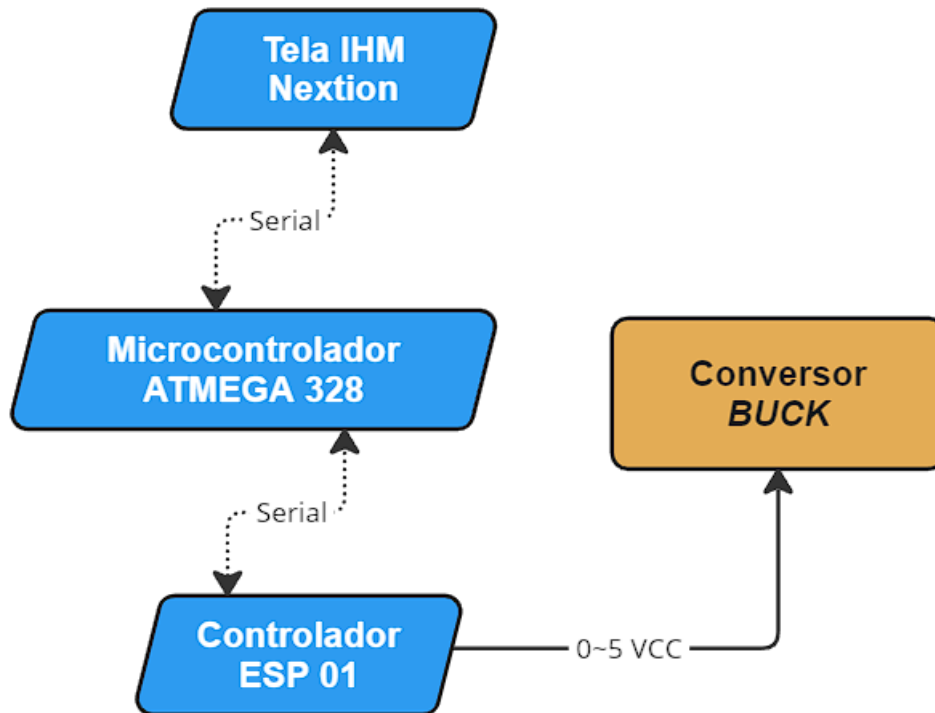 Tela IHM
Nextion
Serial
Microcontrolador
ATMEGA 328
Conversor
BUCK
Serial
Controlador
ESP 01
0~5 VCC